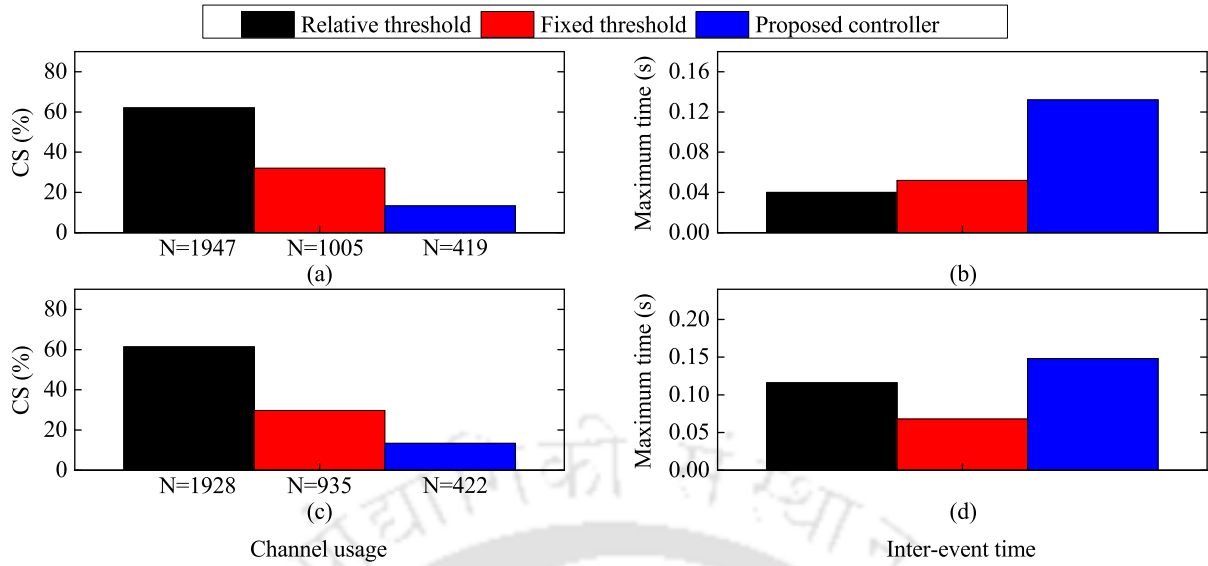 Relative threshold Fixed threshold Proposed controller
80
60
40
20
0
CS (%)
N=1947 N=1005 N=419
(a)
0.16
0.12
0.08
0.04
0.00
Maximum time (s)
(b)
80
60
40
20
0
CS (%)
N=1928 N=935 N=422
(c)
Channel usage
0.20
0.15
0.10
0.05
0.00
Maximum time (s)
(d)
Inter-event time